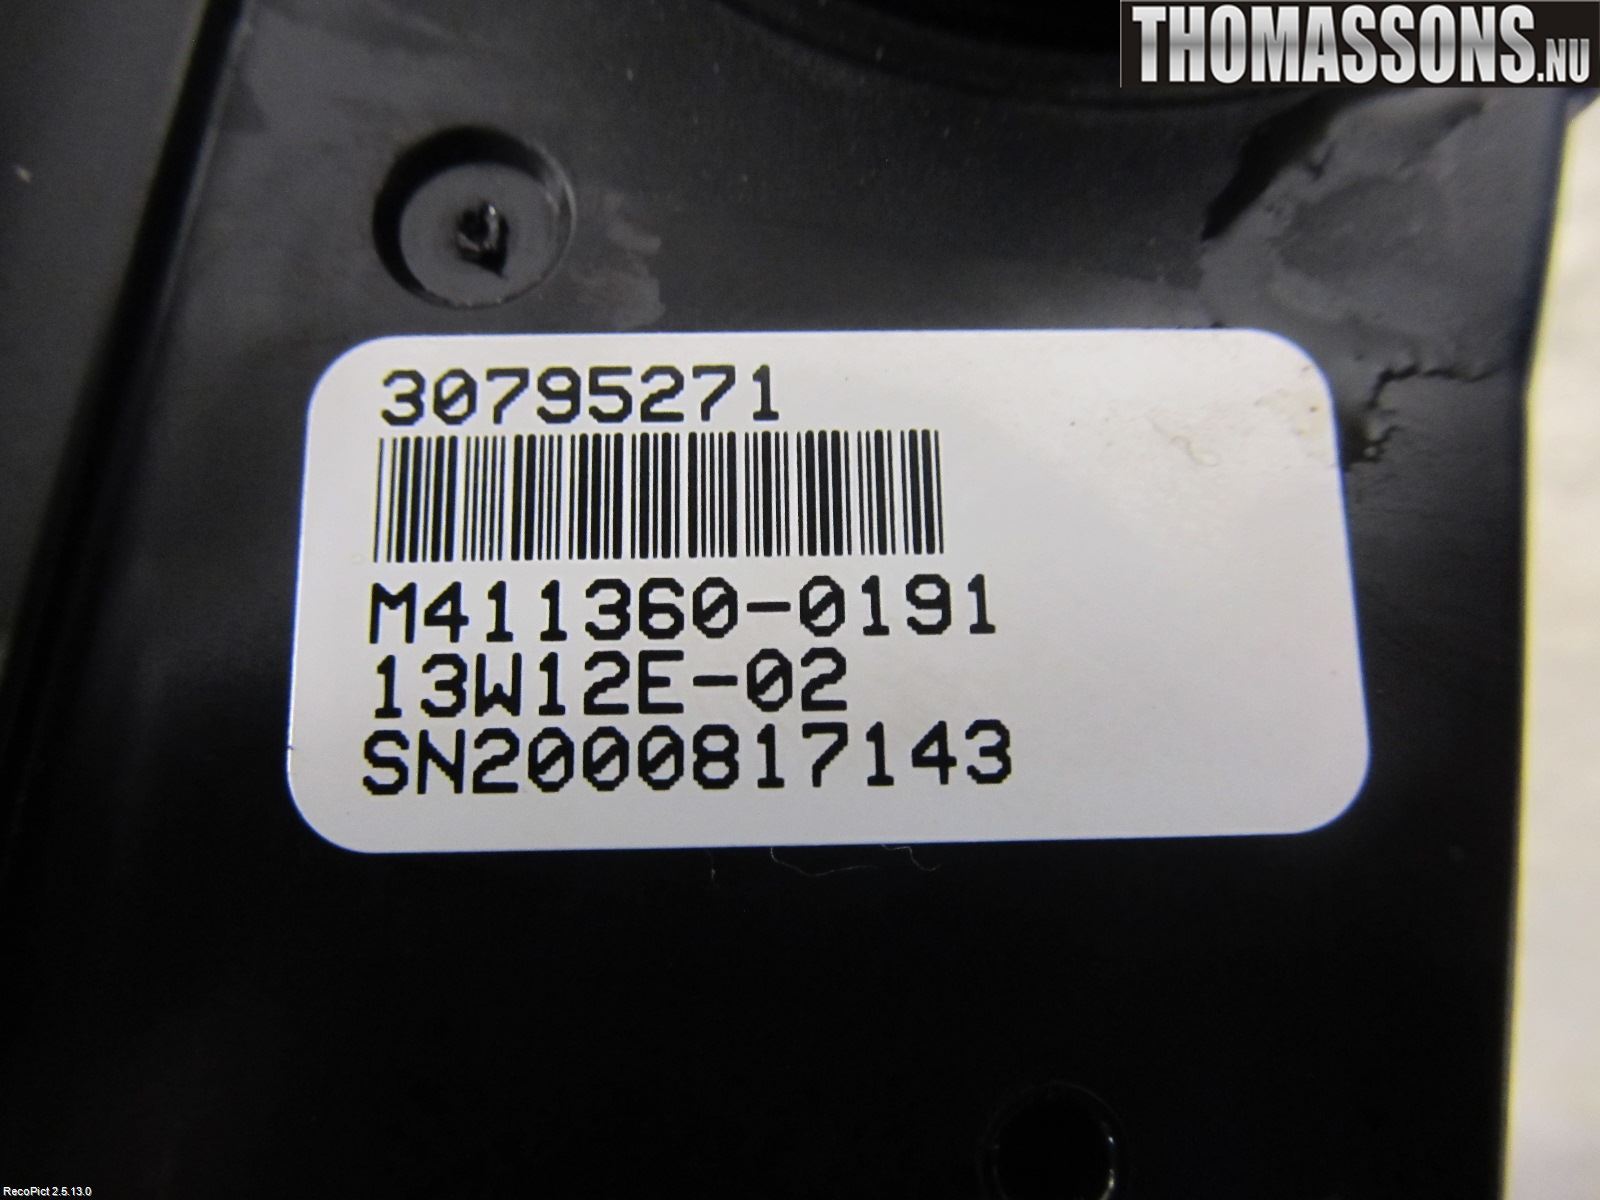 THOMASSONS.NU
30795271
M411360-0191
13W12E-02
SN2000817143
RecoPict 2.5.13.0